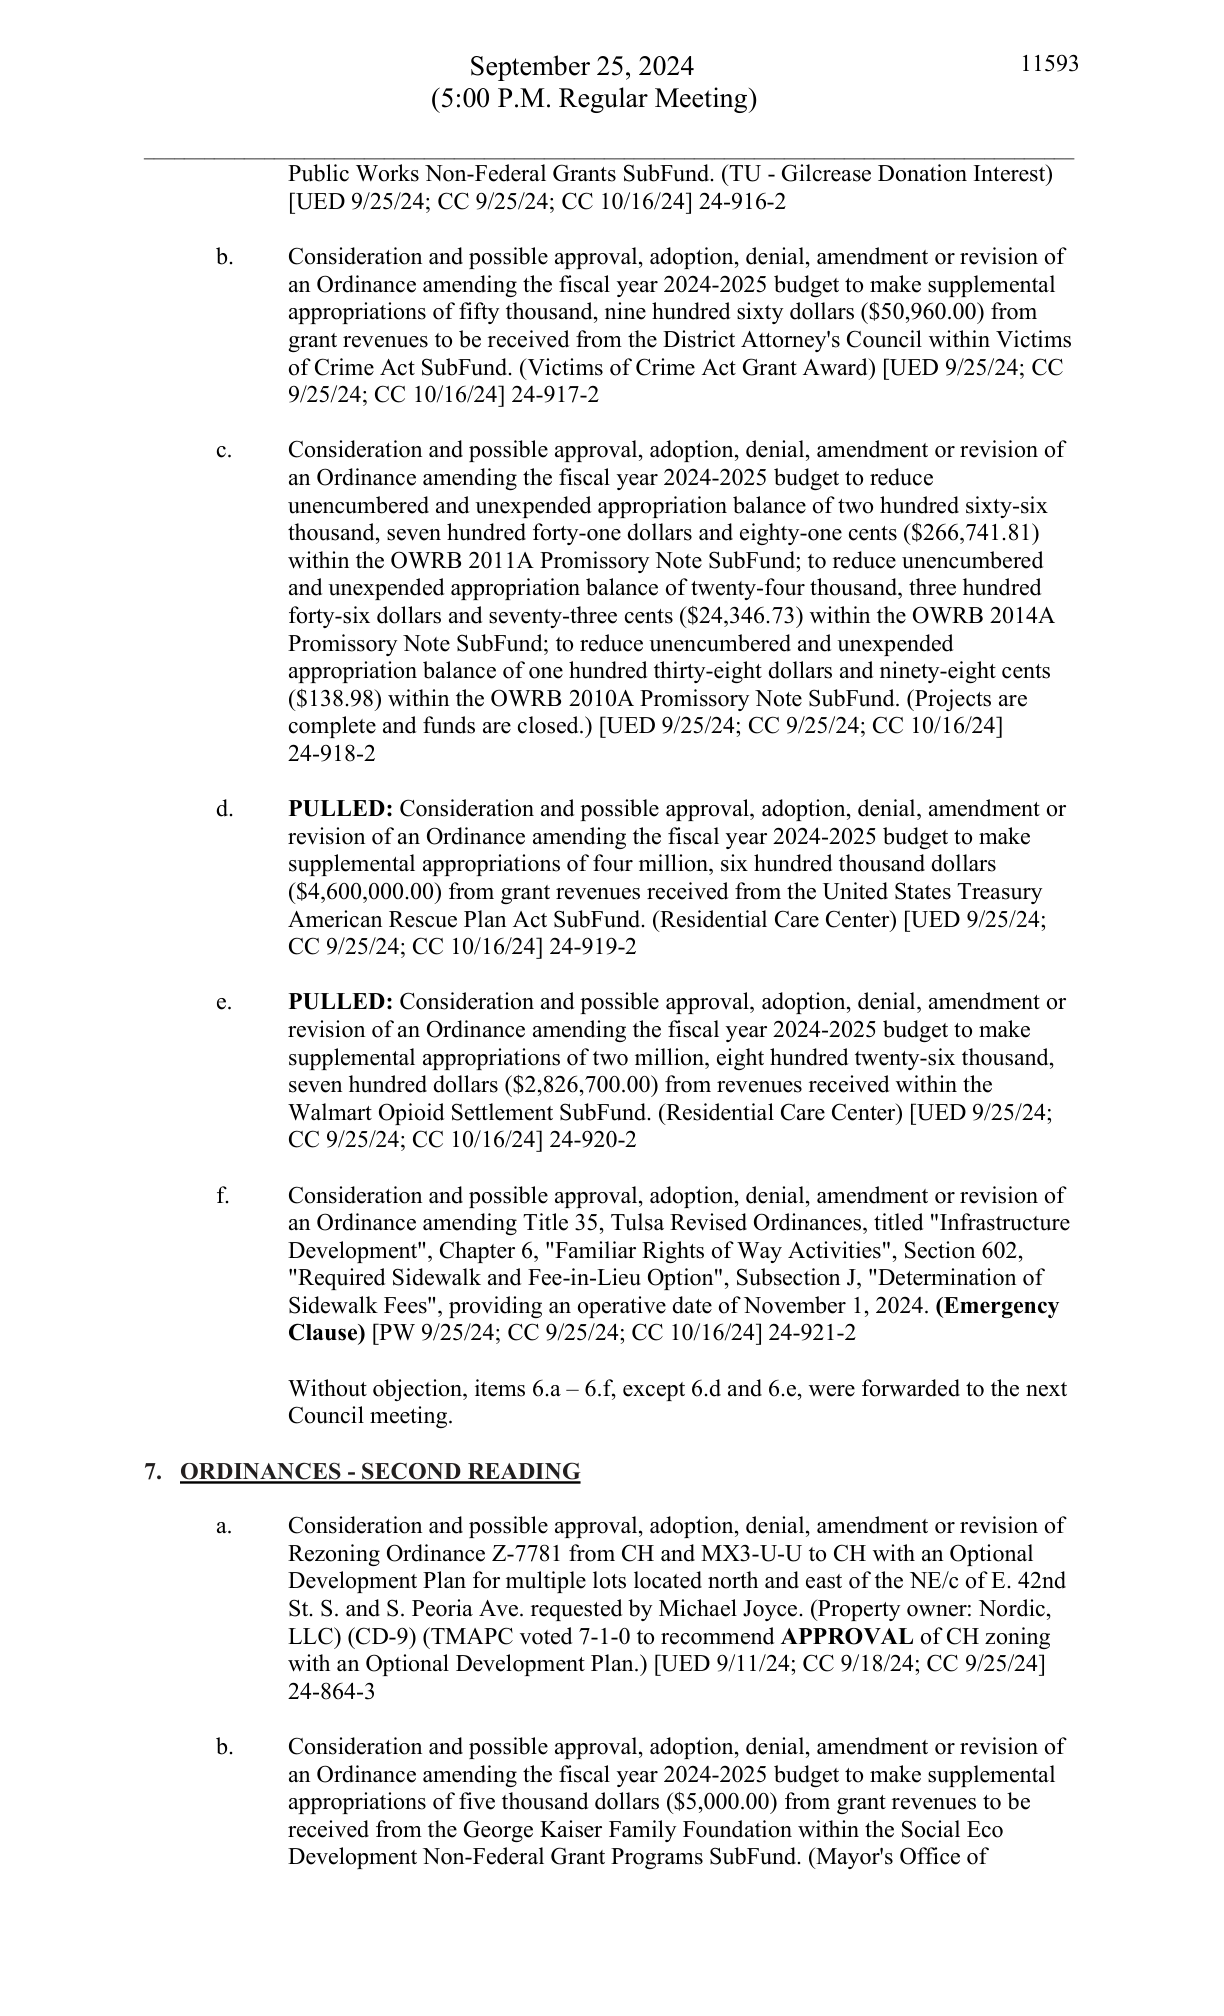 September 25, 2024
11593
(5:00 P.M. Regular Meeting)
Public Works Non-Federal Grants SubFund. (TU - Gilcrease Donation Interest)
[UED 9/25/24; CC 9/25/24; CC 10/16/24] 24-916-2
b. Consideration and possible approval, adoption, denial, amendment or revision of
an Ordinance amending the fiscal year 2024-2025 budget to make supplemental
appropriations of fifty thousand, nine hundred sixty dollars ($50,960.00) from
grant revenues to be received from the District Attorney's Council within Victims
of Crime Act SubFund. (Victims of Crime Act Grant Award) [UED 9/25/24; CC
9/25/24; CC 10/16/24] 24-917-2
c. Consideration and possible approval, adoption, denial, amendment or revision of
an Ordinance amending the fiscal year 2024-2025 budget to reduce
unencumbered and unexpended appropriation balance of two hundred sixty-six
thousand, seven hundred forty-one dollars and eighty-one cents ($266,741.81)
within the OWRB 2011A Promissory Note SubFund; to reduce unencumbered
and unexpended appropriation balance of twenty-four thousand, three hundred
forty-six dollars and seventy-three cents ($24,346.73) within the OWRB 2014A
Promissory Note SubFund; to reduce unencumbered and unexpended
appropriation balance of one hundred thirty-eight dollars and ninety-eight cents
($138.98) within the OWRB 2010A Promissory Note SubFund. (Projects are
complete and funds are closed.) [UED 9/25/24; CC 9/25/24; CC 10/16/24]
24-918-2
d. PULLED: Consideration and possible approval, adoption, denial, amendment or
revision of an Ordinance amending the fiscal year 2024-2025 budget to make
supplemental appropriations of four million, six hundred thousand dollars
($4,600,000.00) from grant revenues received from the United States Treasury
American Rescue Plan Act SubFund. (Residential Care Center) [UED 9/25/24;
CC 9/25/24; CC 10/16/24] 24-919-2
e. PULLED: Consideration and possible approval, adoption, denial, amendment or
revision of an Ordinance amending the fiscal year 2024-2025 budget to make
supplemental appropriations of two million, eight hundred twenty-six thousand,
seven hundred dollars ($2,826,700.00) from revenues received within the
Walmart Opioid Settlement SubFund. (Residential Care Center) [UED 9/25/24;
CC 9/25/24; CC 10/16/24] 24-920-2
f. Consideration and possible approval, adoption, denial, amendment or revision of
an Ordinance amending Title 35, Tulsa Revised Ordinances, titled "Infrastructure
Development", Chapter 6, "Familiar Rights of Way Activities", Section 602,
"Required Sidewalk and Fee-in-Lieu Option", Subsection J, "Determination of
Sidewalk Fees", providing an operative date of November 1, 2024. (Emergency
Clause) [PW 9/25/24; CC 9/25/24; CC 10/16/24] 24-921-2
Without objection, items 6.a – 6.f, except 6.d and 6.e, were forwarded to the next
Council meeting.
7. ORDINANCES - SECOND READING
a. Consideration and possible approval, adoption, denial, amendment or revision of
Rezoning Ordinance Z-7781 from CH and MX3-U-U to CH with an Optional
Development Plan for multiple lots located north and east of the NE/c of E. 42nd
St. S. and S. Peoria Ave. requested by Michael Joyce. (Property owner: Nordic,
LLC) (CD-9) (TMAPC voted 7-1-0 to recommend APPROVAL of CH zoning
with an Optional Development Plan.) [UED 9/11/24; CC 9/18/24; CC 9/25/24]
24-864-3
b. Consideration and possible approval, adoption, denial, amendment or revision of
an Ordinance amending the fiscal year 2024-2025 budget to make supplemental
appropriations of five thousand dollars ($5,000.00) from grant revenues to be
received from the George Kaiser Family Foundation within the Social Eco
Development Non-Federal Grant Programs SubFund. (Mayor's Office of